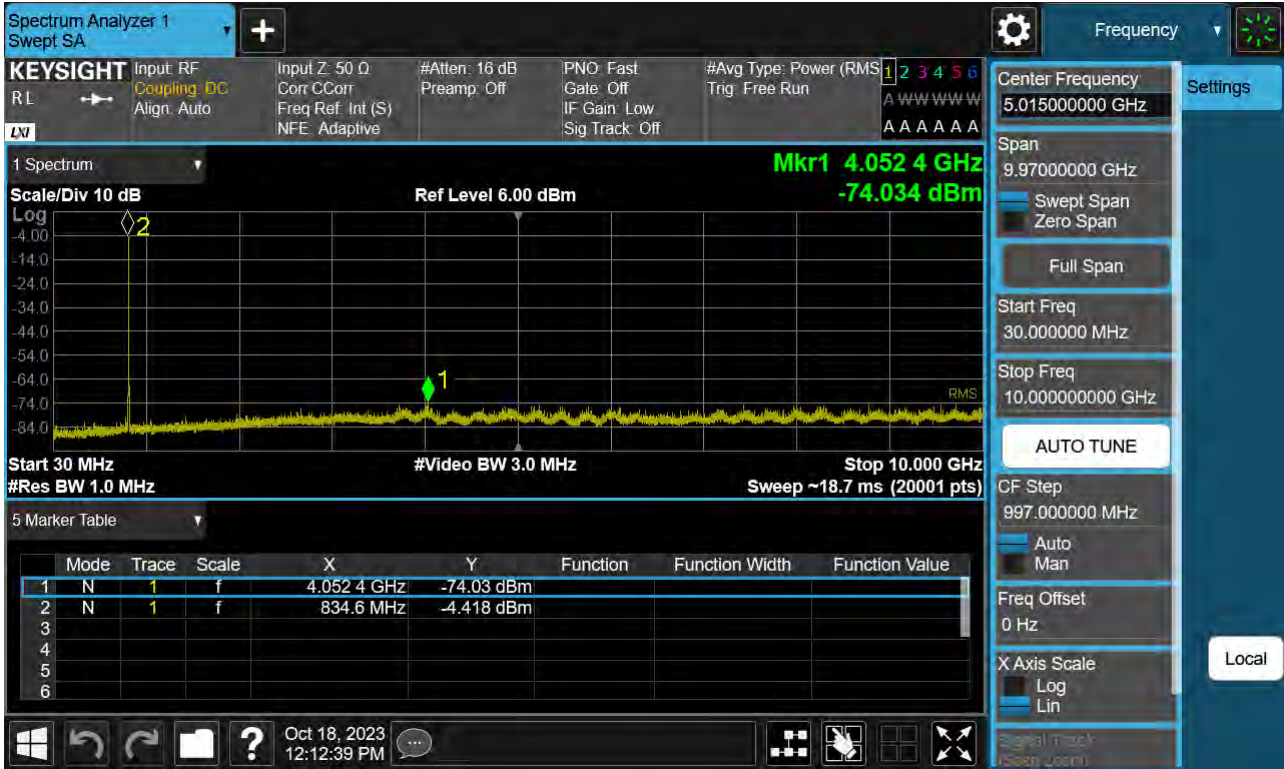 Spectrum Analyzer 1
Swept SA
+
Frequency
KEYSIGHT
RL
LXI
Input: RF
Coupling: DC
Align: Auto
Input Z: 50 Ω
Corr CCorr
Freq Ref: Int (S)
NFE: Adaptive
#Atten: 16 dB
Preamp: Off
PNO: Fast
Gate: Off
IF Gain: Low
Sig Track: Off
#Avg Type: Power (RMS
Trig: Free Run
1 2 3 4 5 6
A W W W W W
A A A A A A
1 Spectrum
Mkr1 4.052 4 GHz
-74.034 dBm
Scale/Div 10 dB
Ref Level 6.00 dBm
Log
2
-4.00
-14.0
-24.0
-34.0
-44.0
-54.0
-64.0
1
-74.0
RMS
-84.0
Start 30 MHz
#Video BW 3.0 MHz
Stop 10.000 GHz
#Res BW 1.0 MHz
Sweep ~18.7 ms (20001 pts)
5 Marker Table
Mode Trace Scale X Y Function Function Width Function Value
1 N 1 f 4.052 4 GHz -74.03 dBm
2 N 1 f 834.6 MHz -4.418 dBm
3
4
5
6
?
Oct 18, 2023
12:12:39 PM
Center Frequency
5.015000000 GHz
Settings
Span
9.97000000 GHz
Swept Span
Zero Span
Full Span
Start Freq
30.000000 MHz
Stop Freq
10.000000000 GHz
AUTO TUNE
CF Step
997.000000 MHz
Auto
Man
Freq Offset
0 Hz
X Axis Scale
Log
Lin
Local
Signal Track
(Span Zoom)